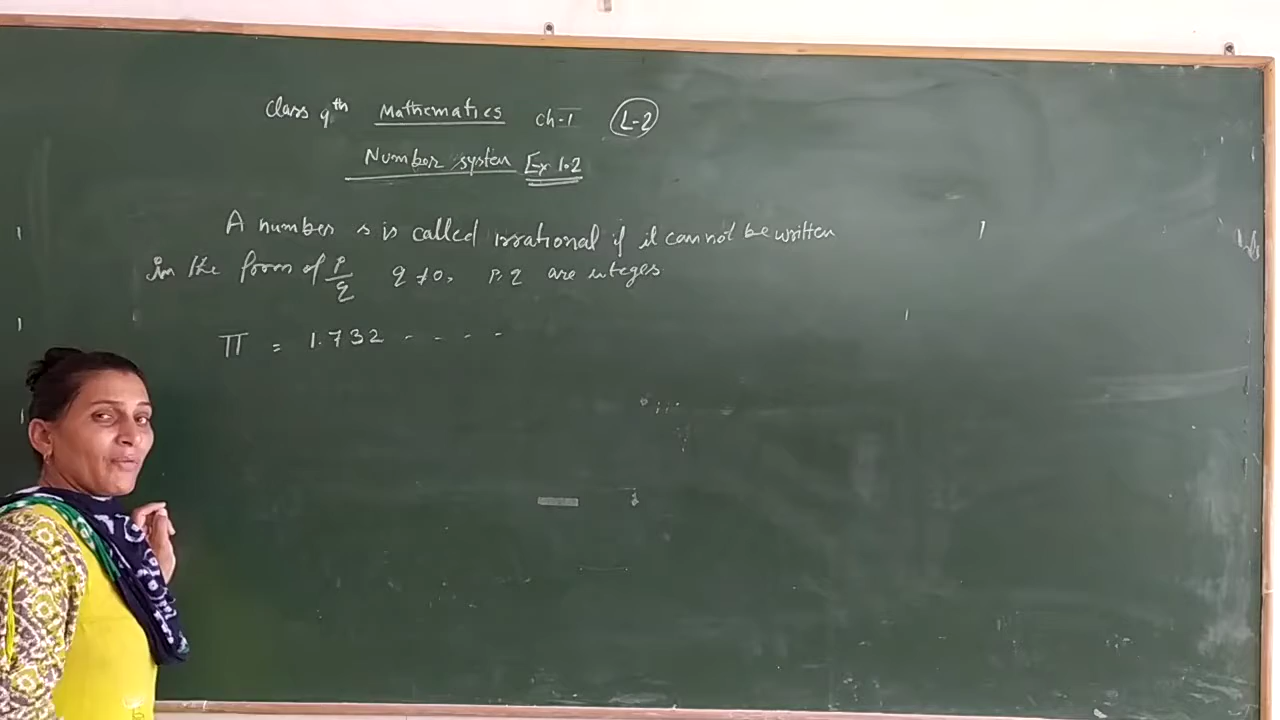 Class 9th Mathematics ch-1 L-2
Number system Ex 1.2
A number s is called irrational if it cannot be written
in the form of p/q q ≠ 0, p, q are integes
π = 1.732 - - - -